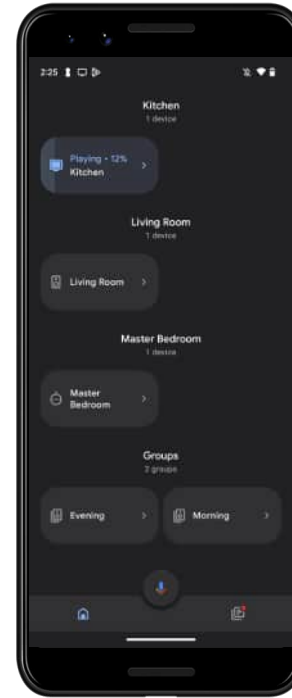 2:25
Kitchen
1 device
Playing • 12%
Kitchen
Living Room
1 device
Living Room
Master Bedroom
1 device
Master
Bedroom
Groups
2 groups
Evening
Morning